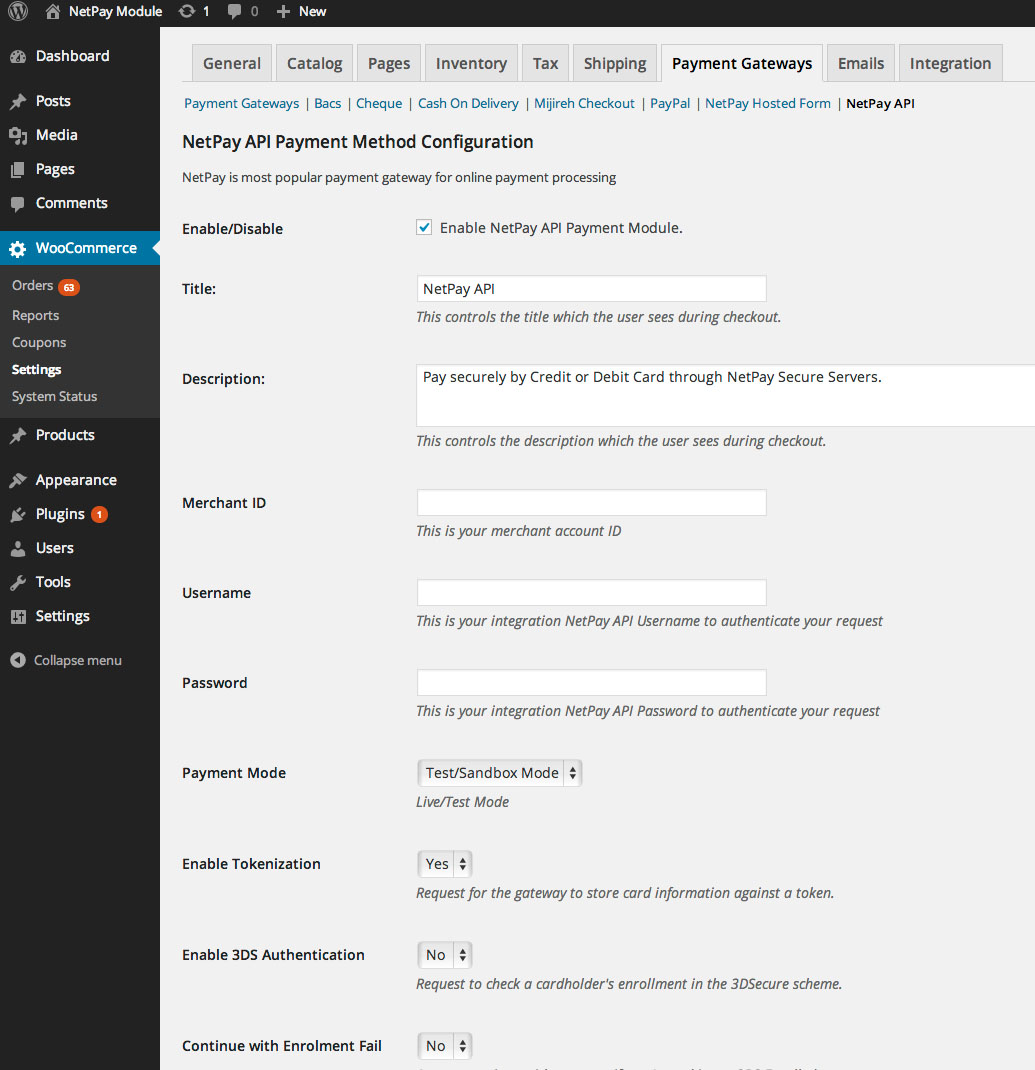 NetPay Module 1 0 New
Dashboard
Posts
Media
Pages
Comments
WooCommerce
Orders 63
Reports
Coupons
Settings
System Status
Products
Appearance
Plugins 1
Users
Tools
Settings
Collapse menu
General Catalog Pages Inventory Tax Shipping Payment Gateways Emails Integration
Payment Gateways | Bacs | Cheque | Cash On Delivery | Mijireh Checkout | PayPal | NetPay Hosted Form | NetPay API
NetPay API Payment Method Configuration
NetPay is most popular payment gateway for online payment processing
Enable/Disable Enable NetPay API Payment Module.
Title: NetPay API
This controls the title which the user sees during checkout.
Description: Pay securely by Credit or Debit Card through NetPay Secure Servers.
This controls the description which the user sees during checkout.
Merchant ID
This is your merchant account ID
Username
This is your integration NetPay API Username to authenticate your request
Password
This is your integration NetPay API Password to authenticate your request
Payment Mode Test/Sandbox Mode
Live/Test Mode
Enable Tokenization Yes
Request for the gateway to store card information against a token.
Enable 3DS Authentication No
Request to check a cardholder's enrollment in the 3DSecure scheme.
Continue with Enrolment Fail No